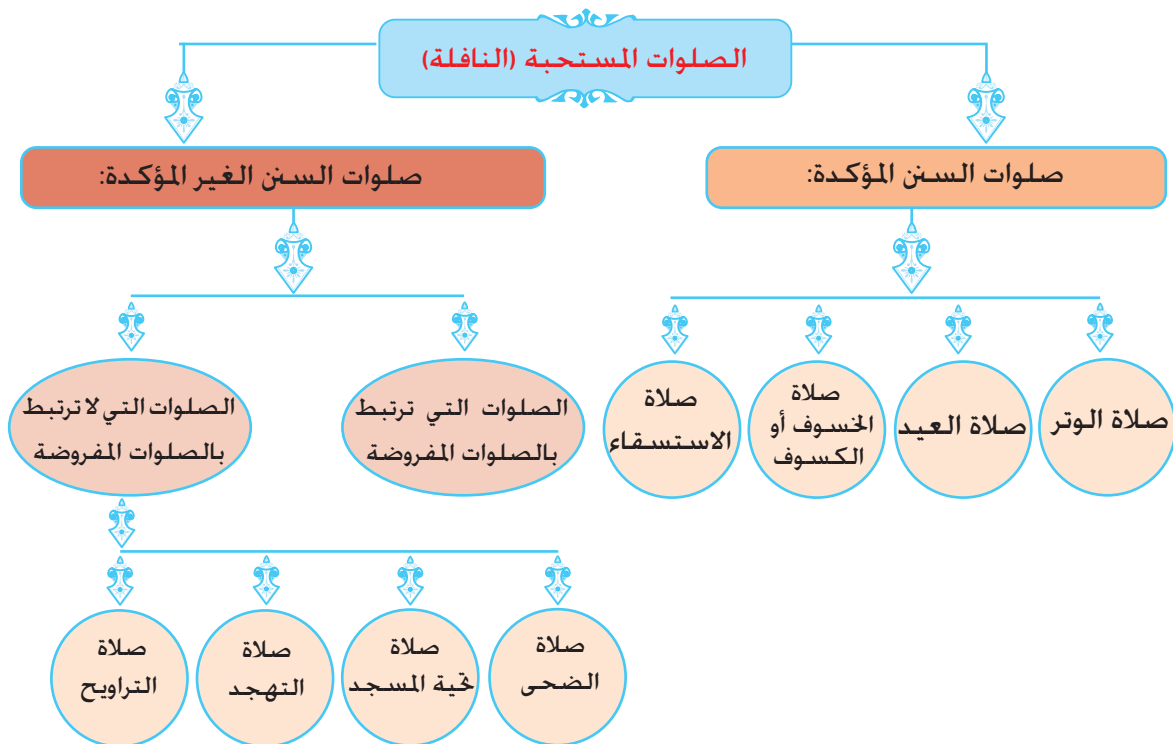 الصلوات المستحبة (النافلة)
صلوات السنن المؤكدة:
صلوات السنن الغير المؤكدة:
صلاة الوتر
صلاة العيد
صلاة
الخسوف أو
الكسوف
صلاة
الاستسقاء
الصلوات التي ترتبط
بالصلوات المفروضة
الصلوات التي لا ترتبط
بالصلوات المفروضة
صلاة
الضحى
صلاة
تحية المسجد
صلاة
التهجد
صلاة
التراويح